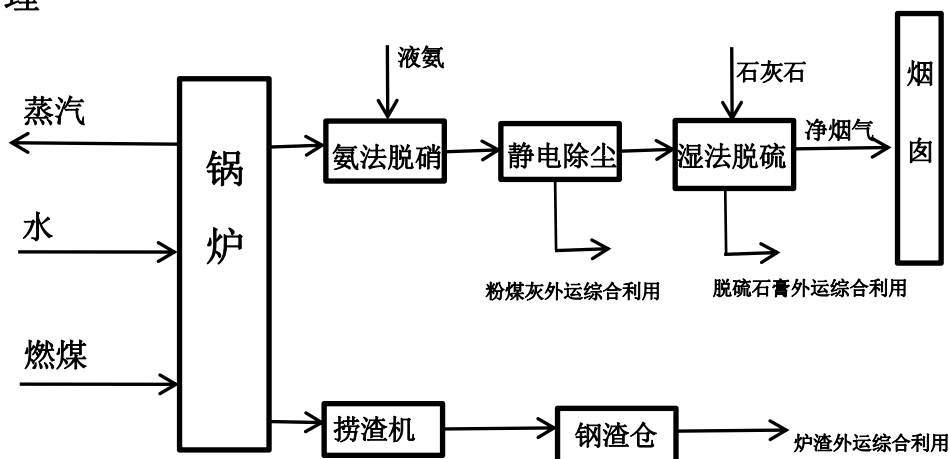 理
液氨
石灰石
烟囱
蒸汽
净烟气
锅炉
氨法脱硝
静电除尘
湿法脱硫
水
粉煤灰外运综合利用
脱硫石膏外运综合利用
燃煤
捞渣机
钢渣仓
炉渣外运综合利用